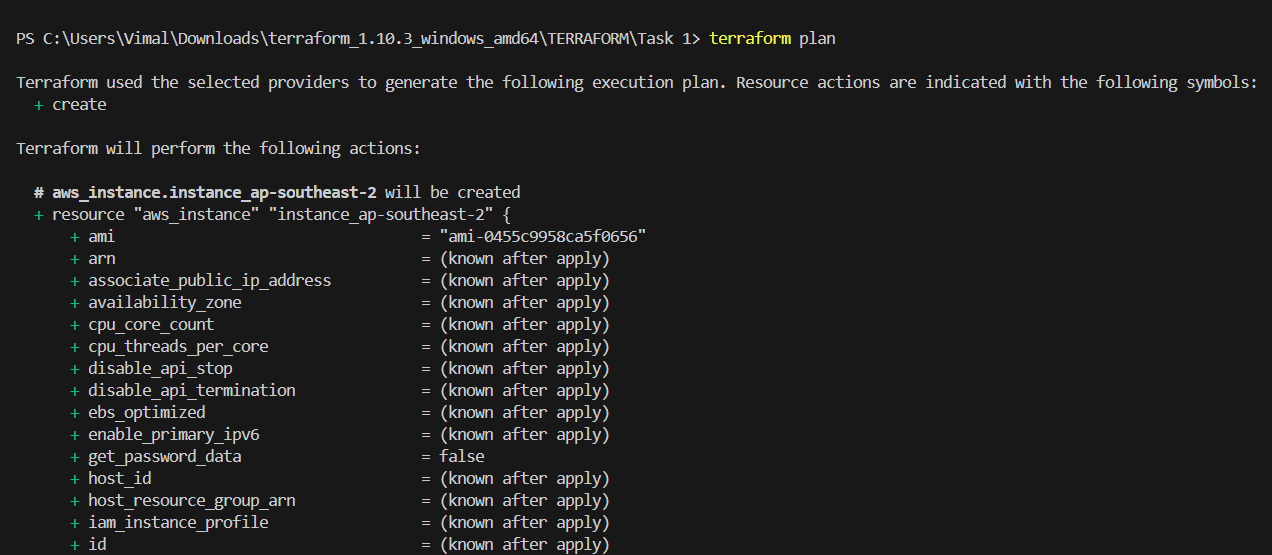 PS C:\Users\Vimal\Downloads\terraform_1.10.3_windows_amd64\TERRAFORM\Task 1> terraform plan
Terraform used the selected providers to generate the following execution plan. Resource actions are indicated with the following symbols:
+ create
Terraform will perform the following actions:
# aws_instance.instance_ap-southeast-2 will be created
+ resource "aws_instance" "instance_ap-southeast-2" {
+ ami = "ami-0455c9958ca5f0656"
+ arn = (known after apply)
+ associate_public_ip_address = (known after apply)
+ availability_zone = (known after apply)
+ cpu_core_count = (known after apply)
+ cpu_threads_per_core = (known after apply)
+ disable_api_stop = (known after apply)
+ disable_api_termination = (known after apply)
+ ebs_optimized = (known after apply)
+ enable_primary_ipv6 = (known after apply)
+ get_password_data = false
+ host_id = (known after apply)
+ host_resource_group_arn = (known after apply)
+ iam_instance_profile = (known after apply)
+ id = (known after apply)